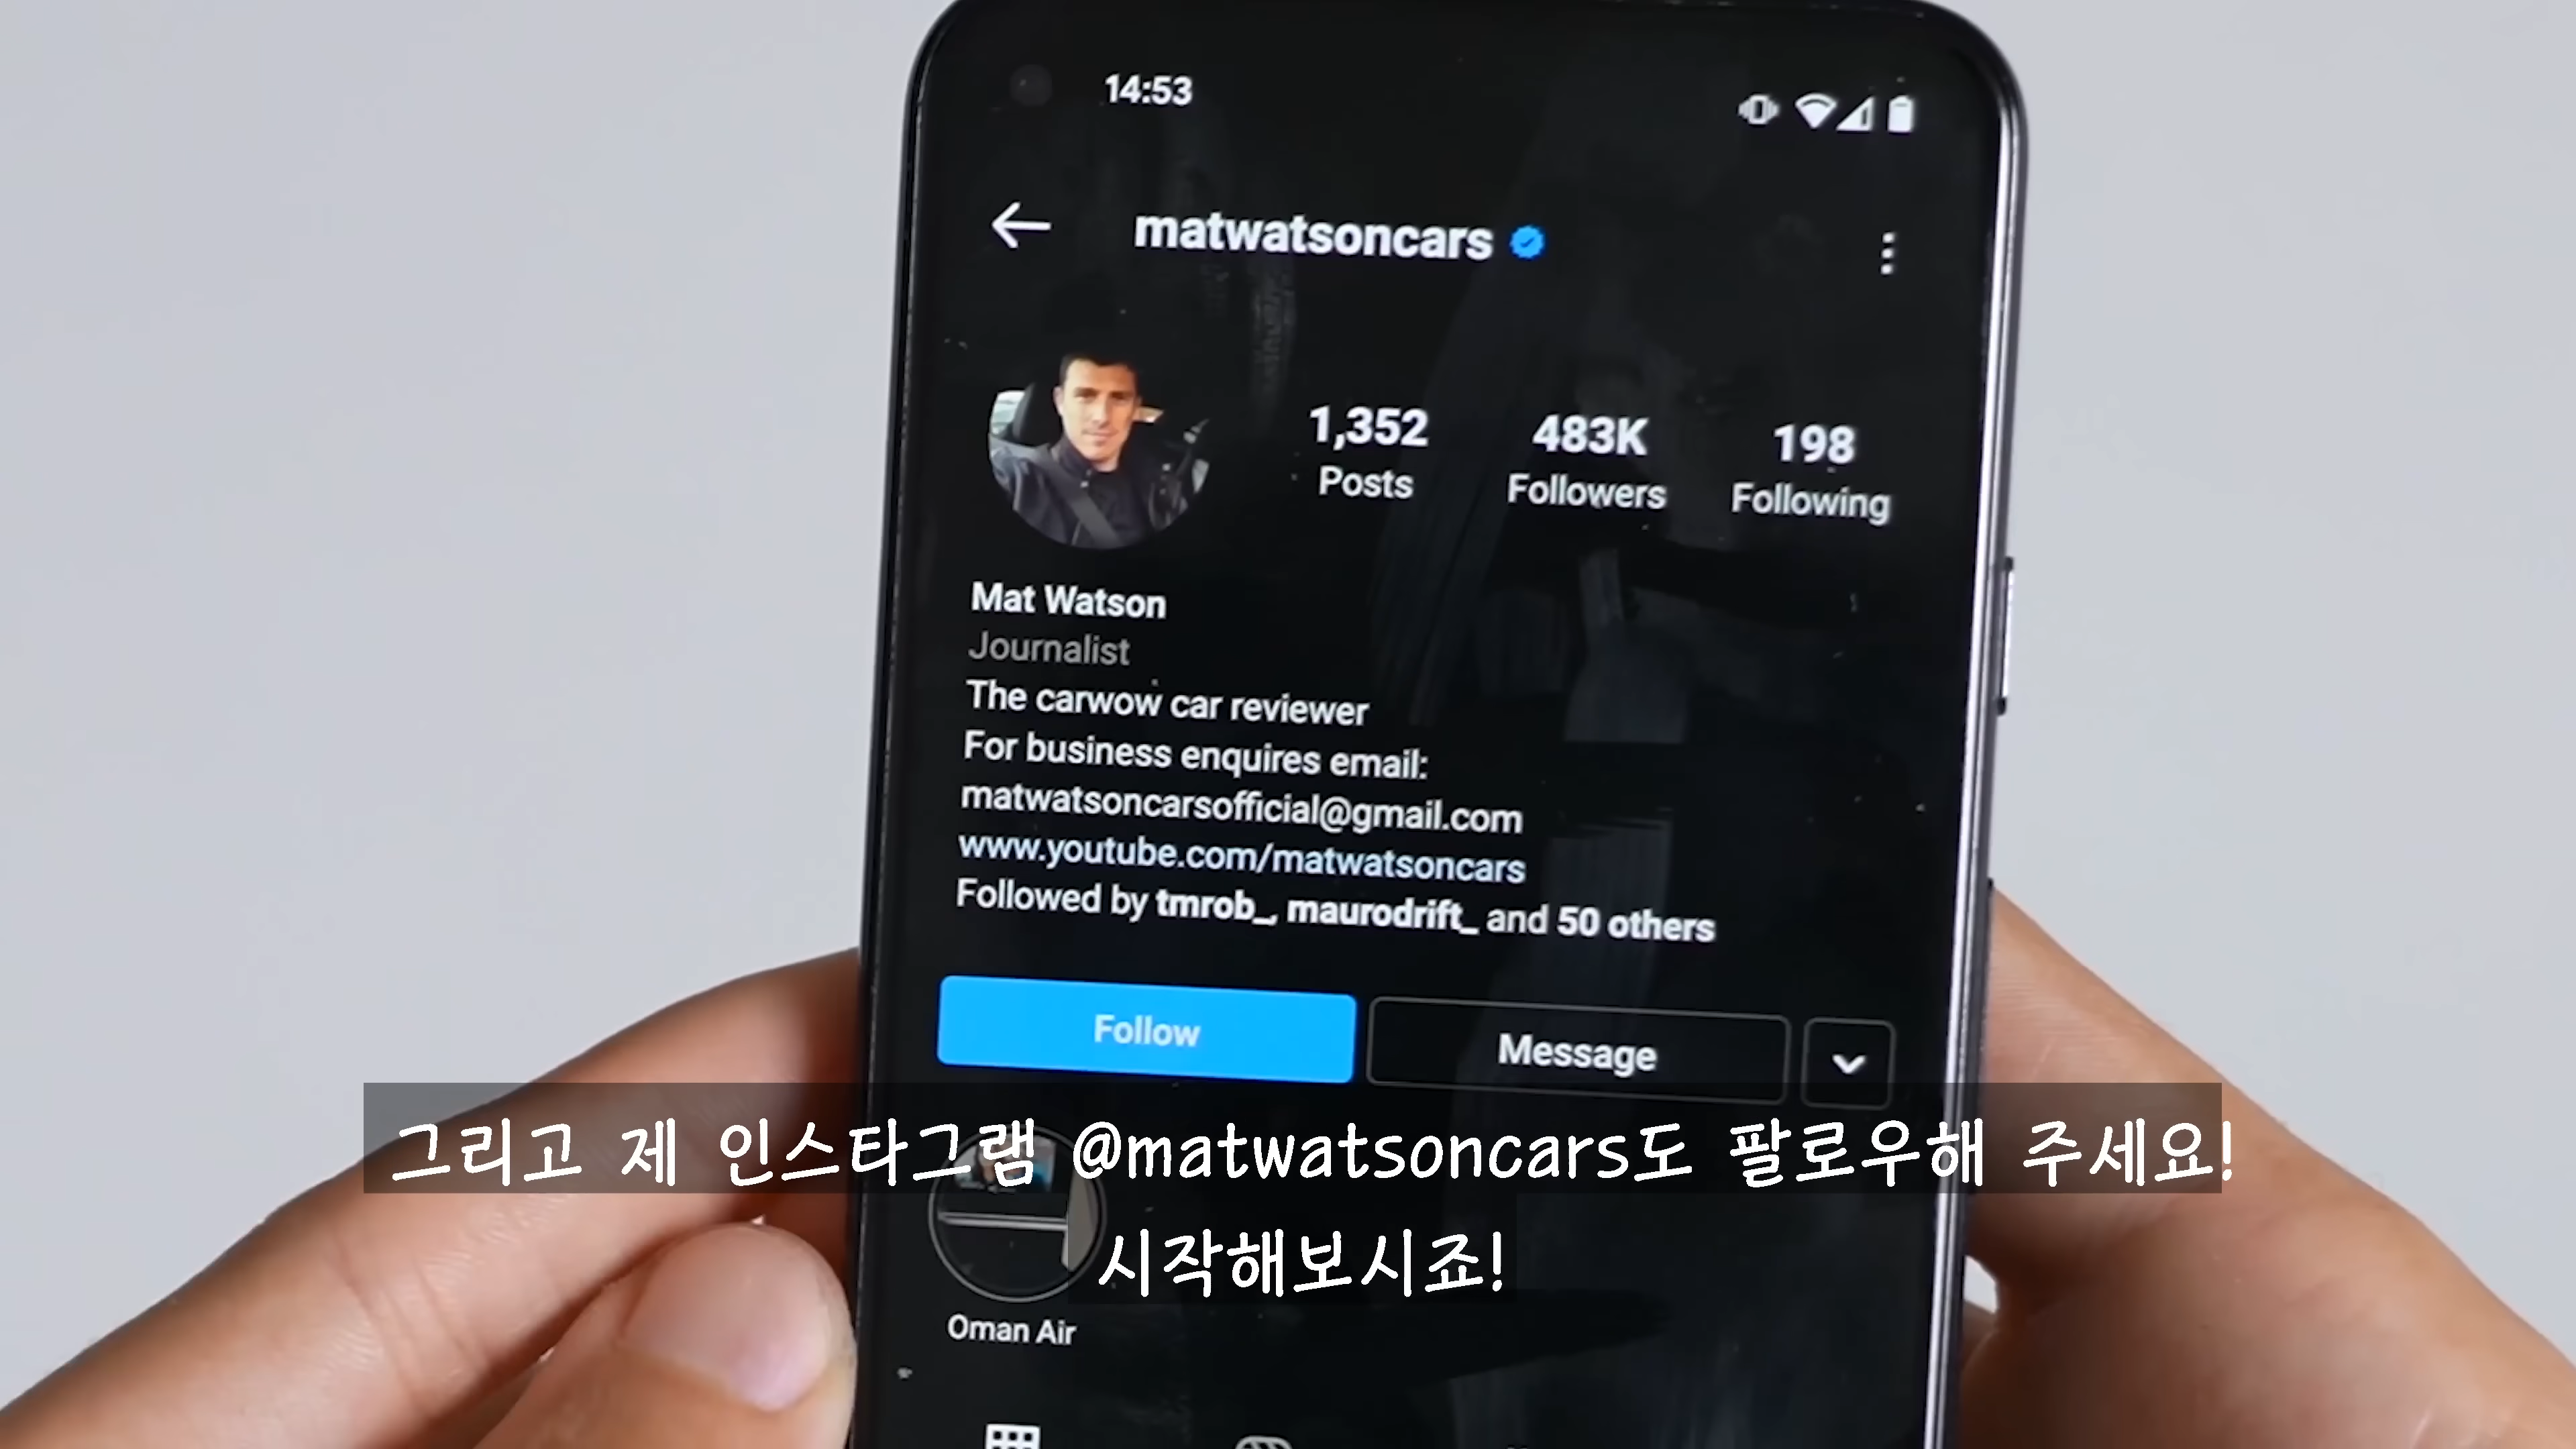 14:53
matwatsoncars
1,352
Posts
483K
Followers
198
Following
Mat Watson
Journalist
The carwow car reviewer
For business enquires email:
matwatsoncarsofficial@gmail.com
www.youtube.com/matwatsoncars
Followed by tmrob_, maurodrift_ and 50 others
Follow
Message
그리고 제 인스타그램 @matwatsoncars도 팔로우해 주세요!
시작해보시죠!
Oman Air